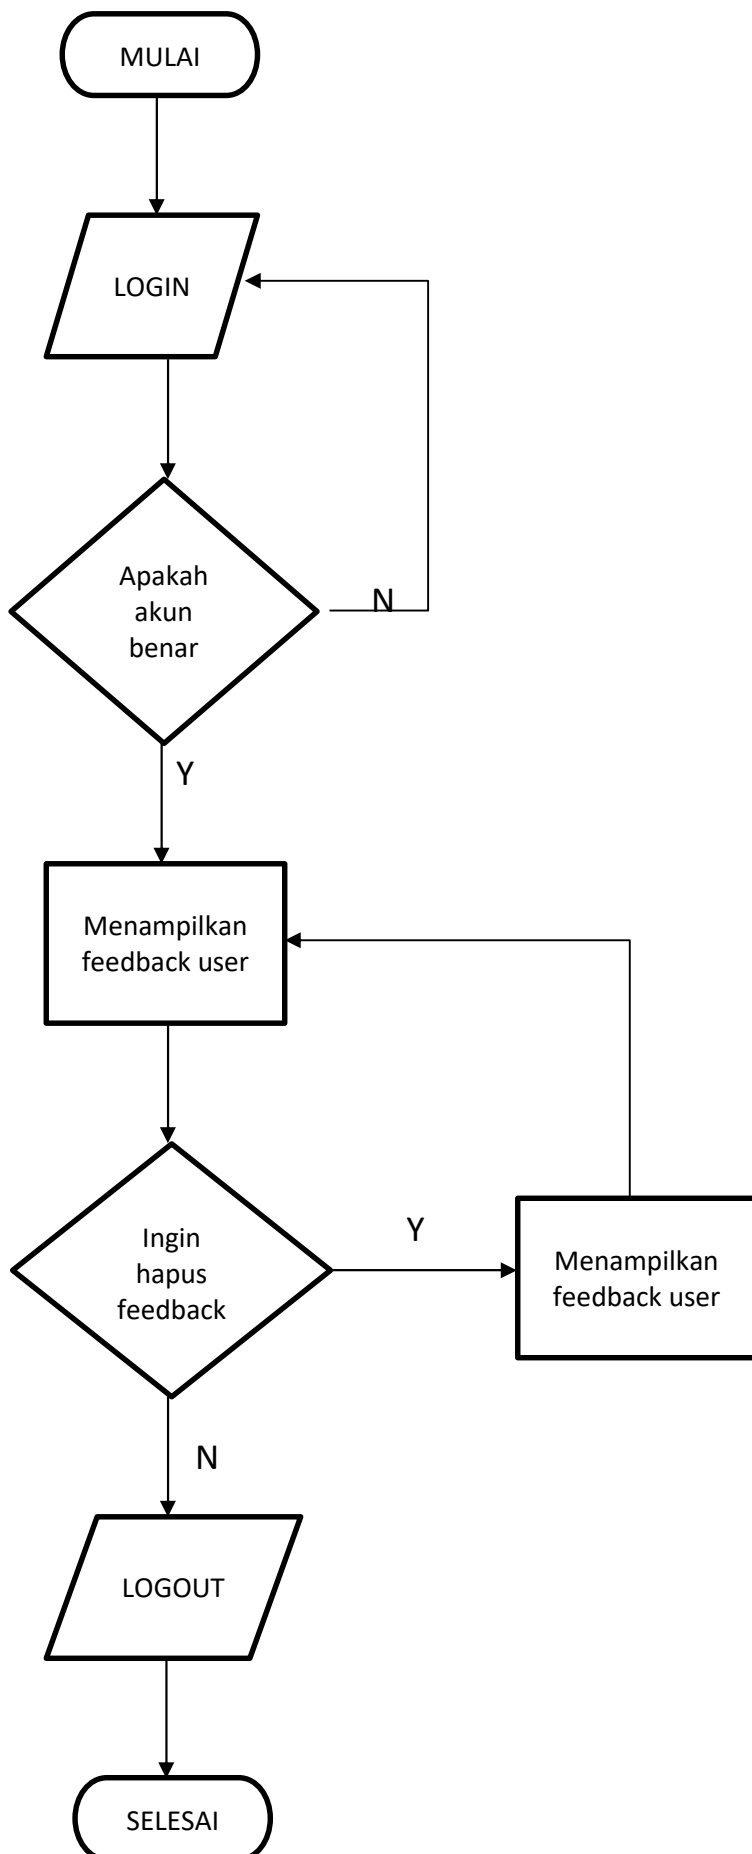 MULAI
LOGIN
Apakah
akun
benar
N
Y
Menampilkan
feedback user
Ingin
hapus
feedback
Y
Menampilkan
feedback user
N
LOGOUT
SELESAI